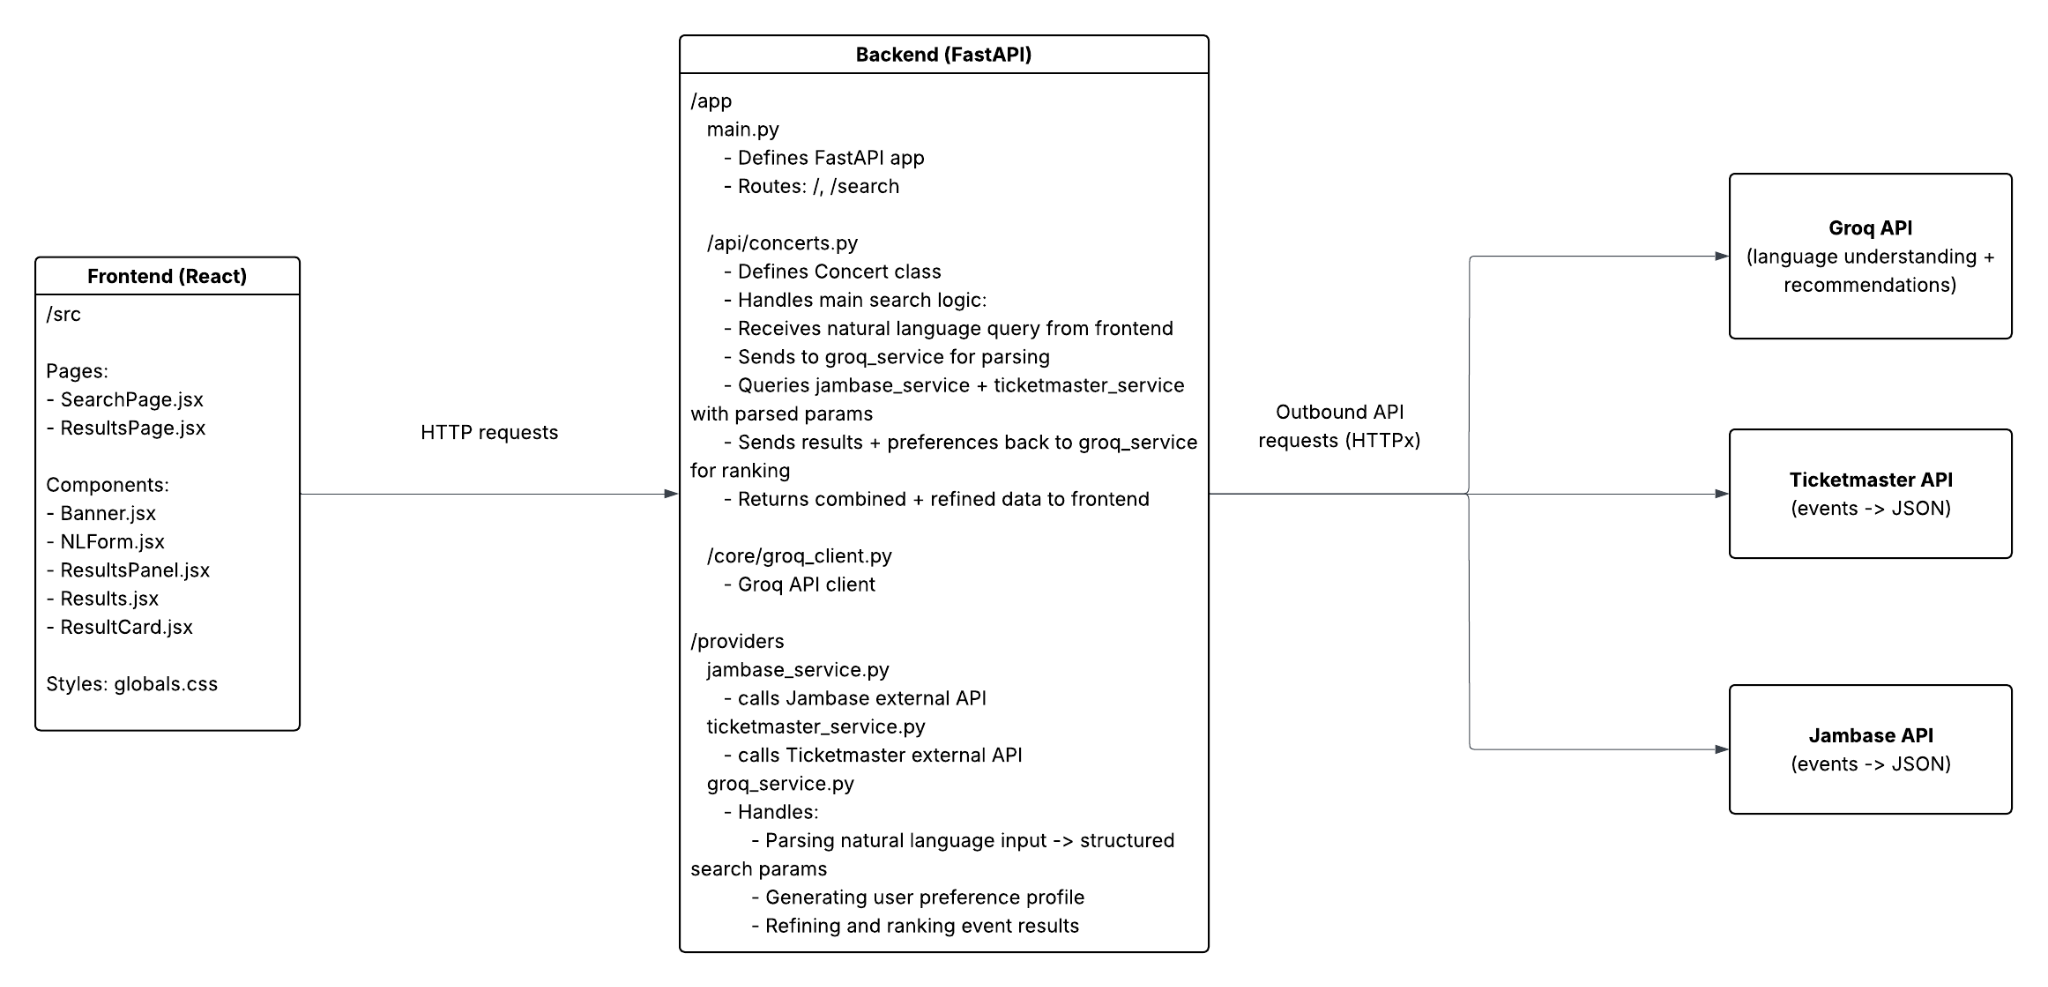 Frontend (React)
/src
Pages:
- SearchPage.jsx
- ResultsPage.jsx
Components:
- Banner.jsx
- NLForm.jsx
- ResultsPanel.jsx
- Results.jsx
- ResultCard.jsx
Styles: globals.css
HTTP requests
Backend (FastAPI)
/app
main.py
- Defines FastAPI app
- Routes: /, /search
/api/concerts.py
- Defines Concert class
- Handles main search logic:
- Receives natural language query from frontend
- Sends to groq_service for parsing
- Queries jambase_service + ticketmaster_service
with parsed params
- Sends results + preferences back to groq_service
for ranking
- Returns combined + refined data to frontend
/core/groq_client.py
- Groq API client
/providers
jambase_service.py
- calls Jambase external API
ticketmaster_service.py
- calls Ticketmaster external API
groq_service.py
- Handles:
- Parsing natural language input -> structured
search params
- Generating user preference profile
- Refining and ranking event results
Outbound API
requests (HTTPx)
Groq API
(language understanding +
recommendations)
Ticketmaster API
(events -> JSON)
Jambase API
(events -> JSON)